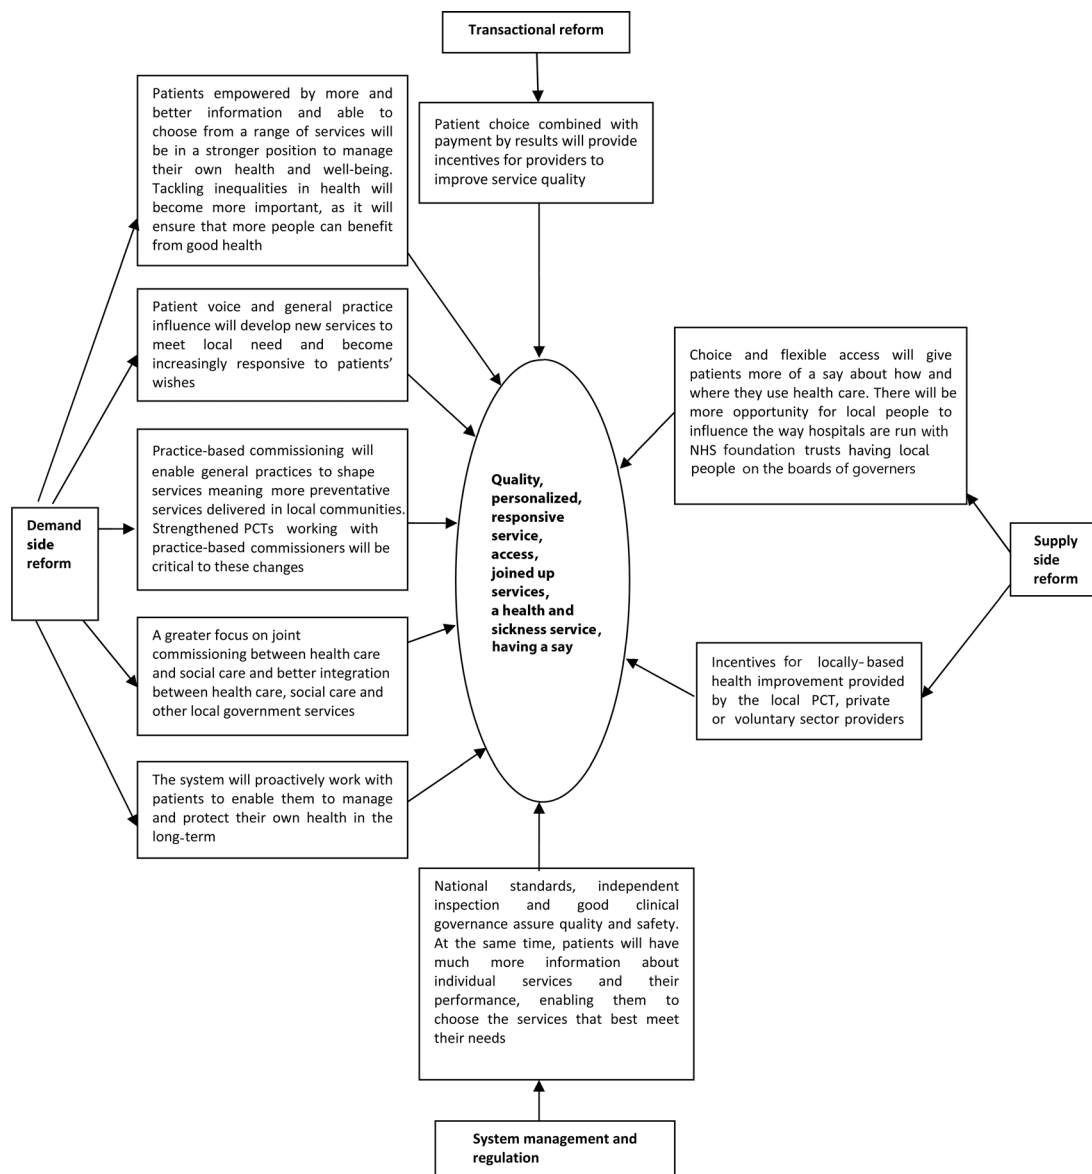 Transactional reform
Patient choice combined with
payment by results will provide
incentives for providers to
improve service quality
Patients empowered by more and
better information and able to
choose from a range of services will
be in a stronger position to manage
their own health and well-being.
Tackling inequalities in health will
become more important, as it will
ensure that more people can benefit
from good health
Patient voice and general practice
influence will develop new services to
meet local need and become
increasingly responsive to patients’
wishes
Practice-based commissioning will
enable general practices to shape
services meaning more preventative
services delivered in local communities.
Strengthened PCTs working with
practice-based commissioners will be
critical to these changes
Demand
side
reform
A greater focus on joint
commissioning between health care
and social care and better integration
between health care, social care and
other local government services
The system will proactively work with
patients to enable them to manage
and protect their own health in the
long-term
Quality,
personalized,
responsive
service,
access,
joined up
services,
a health and
sickness service,
having a say
Choice and flexible access will give
patients more of a say about how and
where they use health care. There will be
more opportunity for local people to
influence the way hospitals are run with
NHS foundation trusts having local
people on the boards of governers
Supply
side
reform
Incentives for locally-based
health improvement provided
by the local PCT, private
or voluntary sector providers
National standards, independent
inspection and good clinical
governance assure quality and safety.
At the same time, patients will have
much more information about
individual services and their
performance, enabling them to
choose the services that best meet
their needs
System management and
regulation